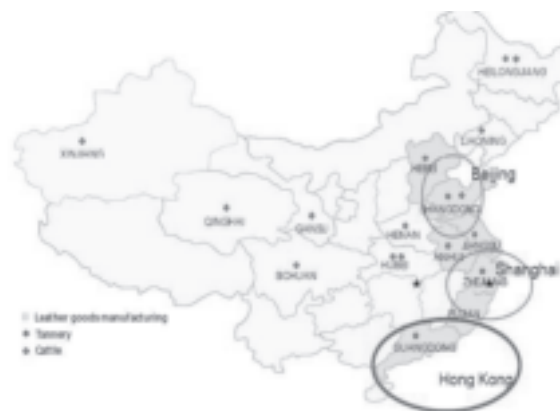 HEILONGJIANG
LIAONING
XINJIANG
HEBEI
Beijing
SHANDONG
QINGHAI
GANSU
HENAN
JIANGSU
ANHUI
HUBEI
SICHUAN
Shanghai
ZHEJIANG
FUJIAN
Leather goods manufacturing
Tannery
Cattle
GUANGDONG
Hong Kong